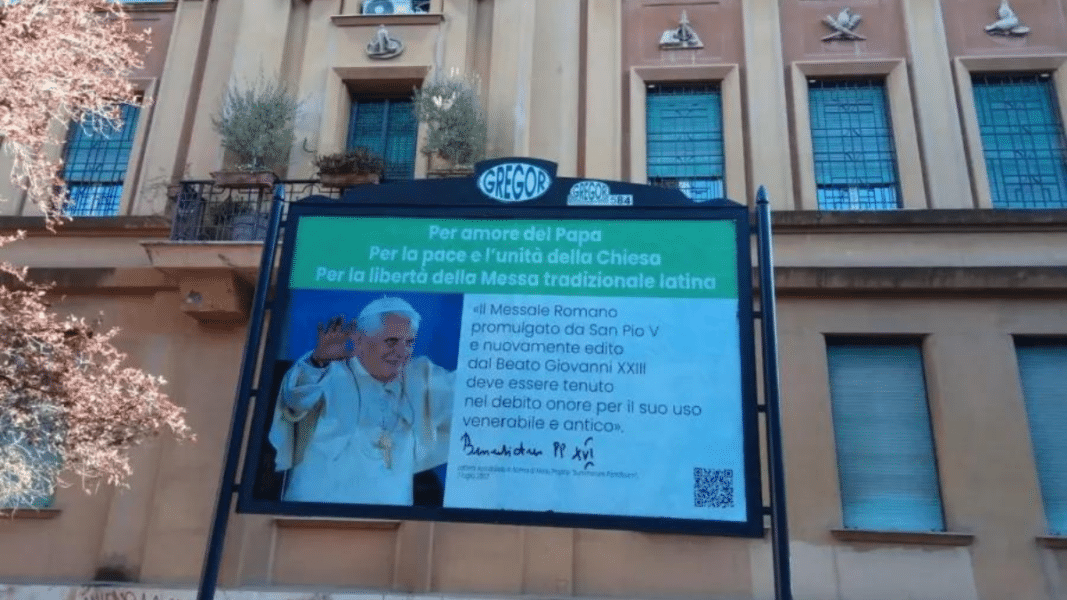 GREGOR
GREGOR
584
Per amore del Papa
Per la pace e l'unità della Chiesa
Per la libertà della Messa tradizionale latina
«Il Messale Romano
promulgato da San Pio V
e nuovamente edito
dal Beato Giovanni XXIII
deve essere tenuto
nel debito onore per il suo uso
venerabile e antico».
PP XVI